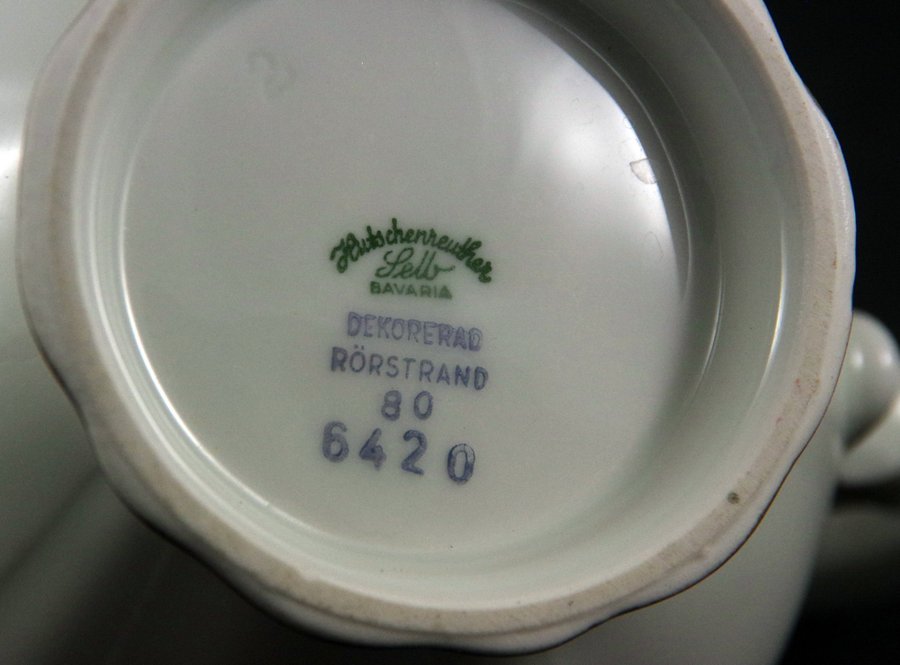 Hutschenreuther
Selb
BAVARIA
DEKORERAD
RÖRSTRAND
80
6420